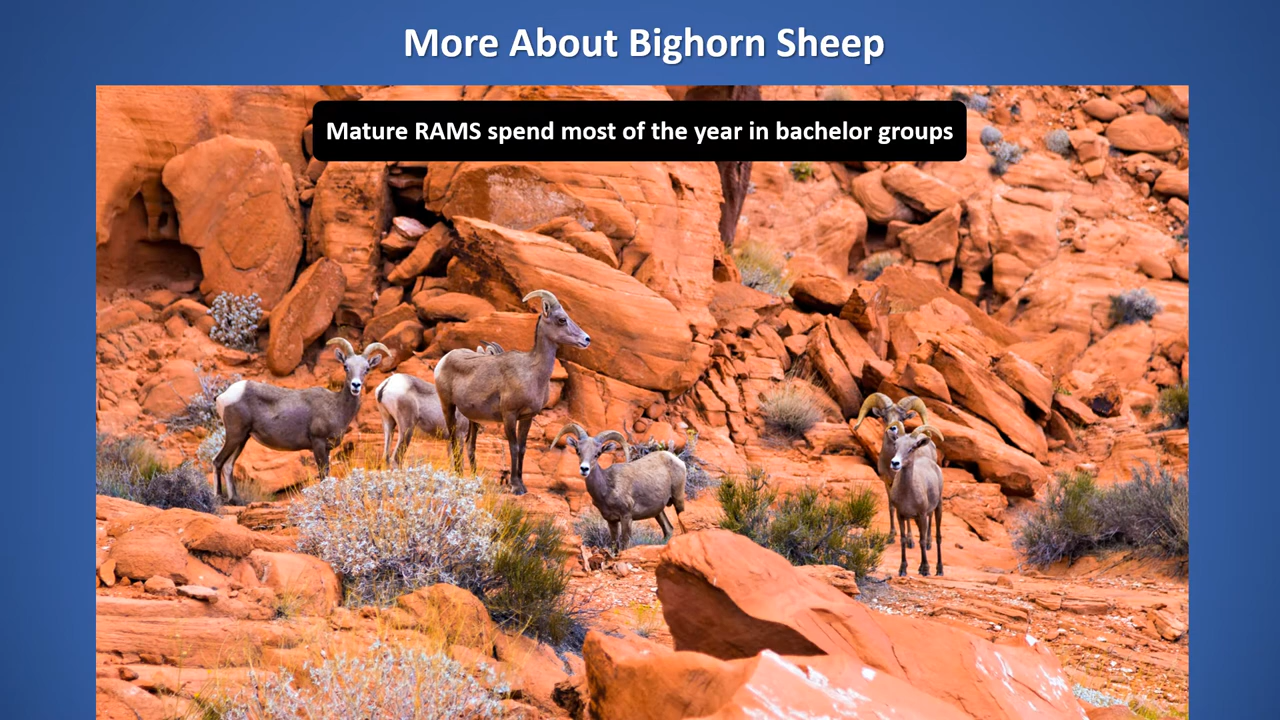 More About Bighorn Sheep
Mature RAMS spend most of the year in bachelor groups